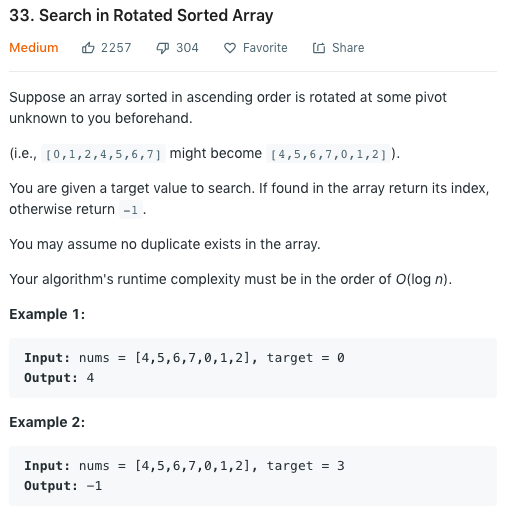 33. Search in Rotated Sorted Array
Medium 2257 304 Favorite Share
Suppose an array sorted in ascending order is rotated at some pivot
unknown to you beforehand.
(i.e., [0,1,2,4,5,6,7] might become [4,5,6,7,0,1,2]).
You are given a target value to search. If found in the array return its index,
otherwise return -1.
You may assume no duplicate exists in the array.
Your algorithm's runtime complexity must be in the order of O(log n).
Example 1:
Input: nums = [4,5,6,7,0,1,2], target = 0
Output: 4
Example 2:
Input: nums = [4,5,6,7,0,1,2], target = 3
Output: -1